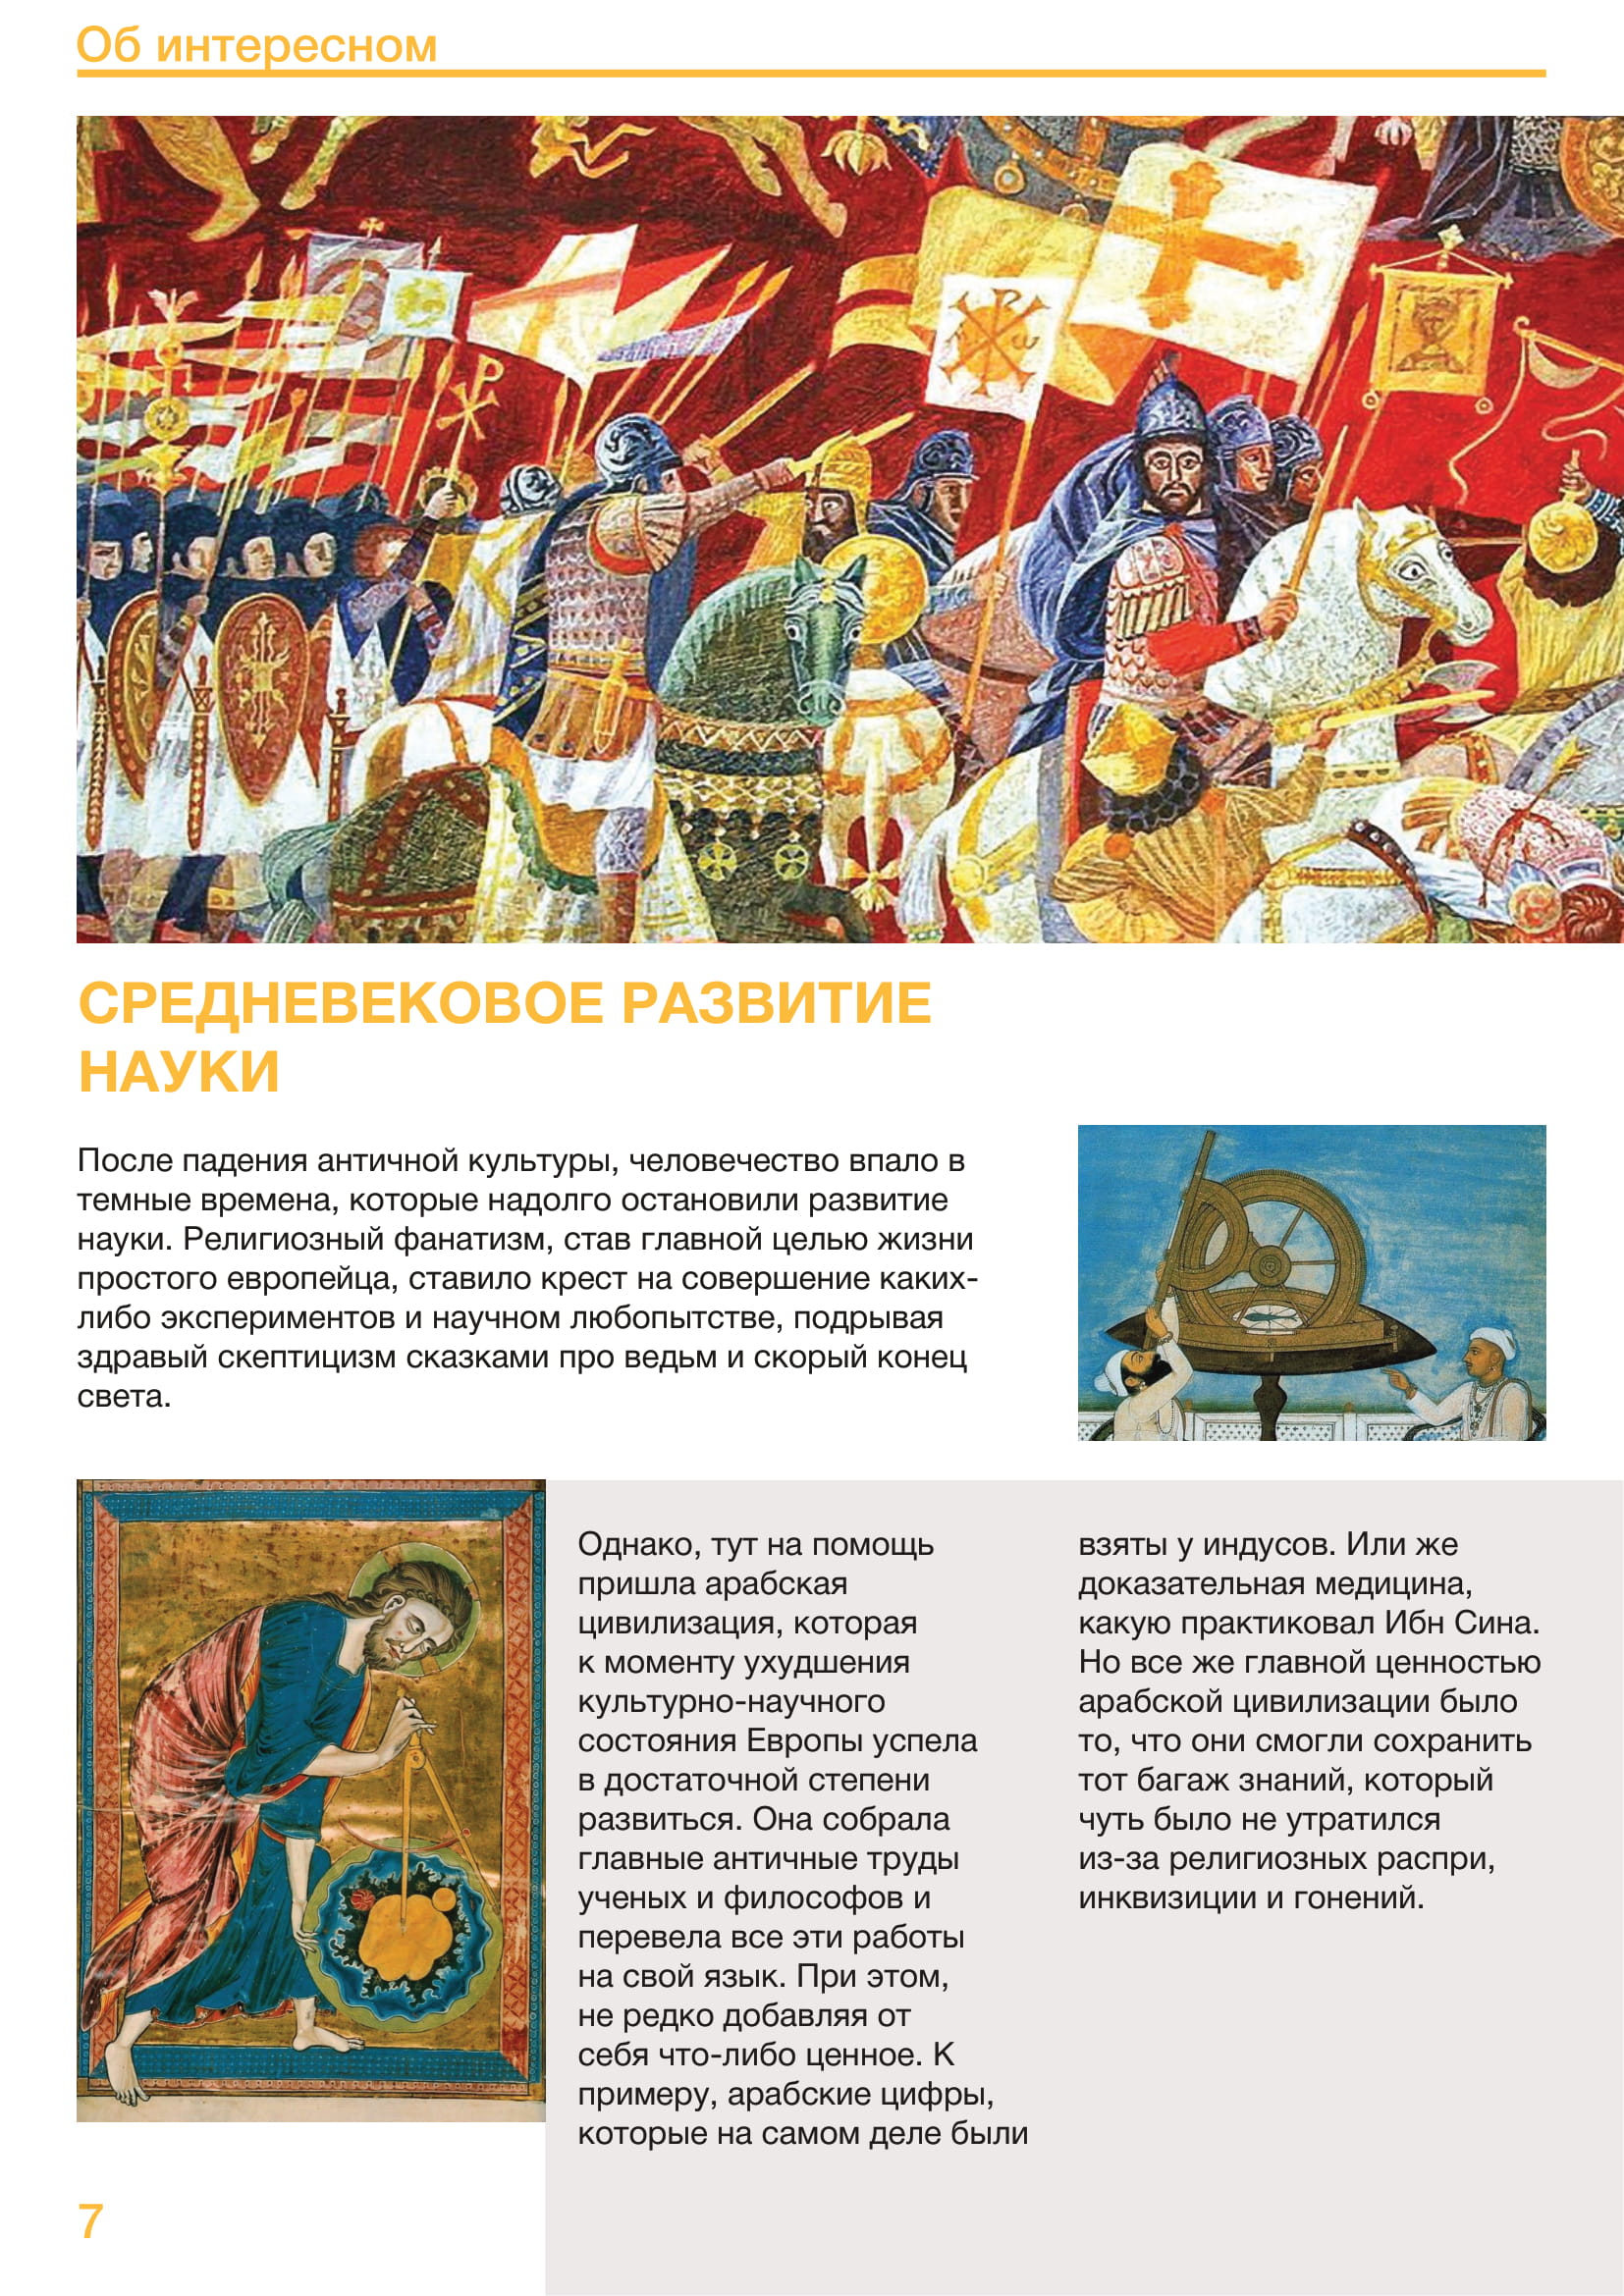 Об интересном
СРЕДНЕВЕКОВОЕ РАЗВИТИЕ
НАУКИ
После падения античной культуры, человечество впало в
темные времена, которые надолго остановили развитие
науки. Религиозный фанатизм, став главной целью жизни
простого европейца, ставило крест на совершение каких-
либо экспериментов и научном любопытстве, подрывая
здравый скептицизм сказками про ведьм и скорый конец
света.
Однако, тут на помощь
пришла арабская
цивилизация, которая
к моменту ухудшения
культурно-научного
состояния Европы успела
в достаточной степени
развиться. Она собрала
главные античные труды
ученых и философов и
перевела все эти работы
на свой язык. При этом,
не редко добавляя от
себя что-либо ценное. К
примеру, арабские цифры,
которые на самом деле были
взяты у индусов. Или же
доказательная медицина,
какую практиковал Ибн Сина.
Но все же главной ценностью
арабской цивилизации было
то, что они смогли сохранить
тот багаж знаний, который
чуть было не утратился
из-за религиозных распри,
инквизиции и гонений.
7